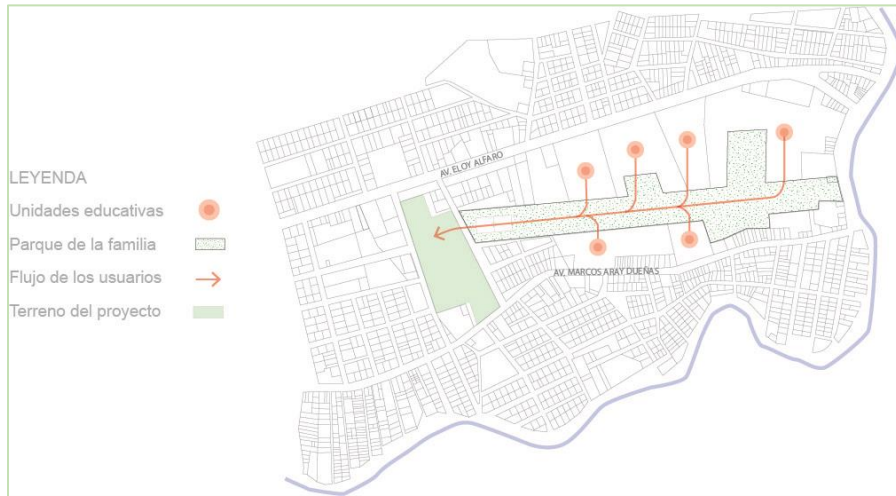 LEYENDA
Unidades educativas
Parque de la familia
Flujo de los usuarios
Terreno del proyecto
AV. ELOY ALFARO
AV. MARCOS ARAY DUEÑAS